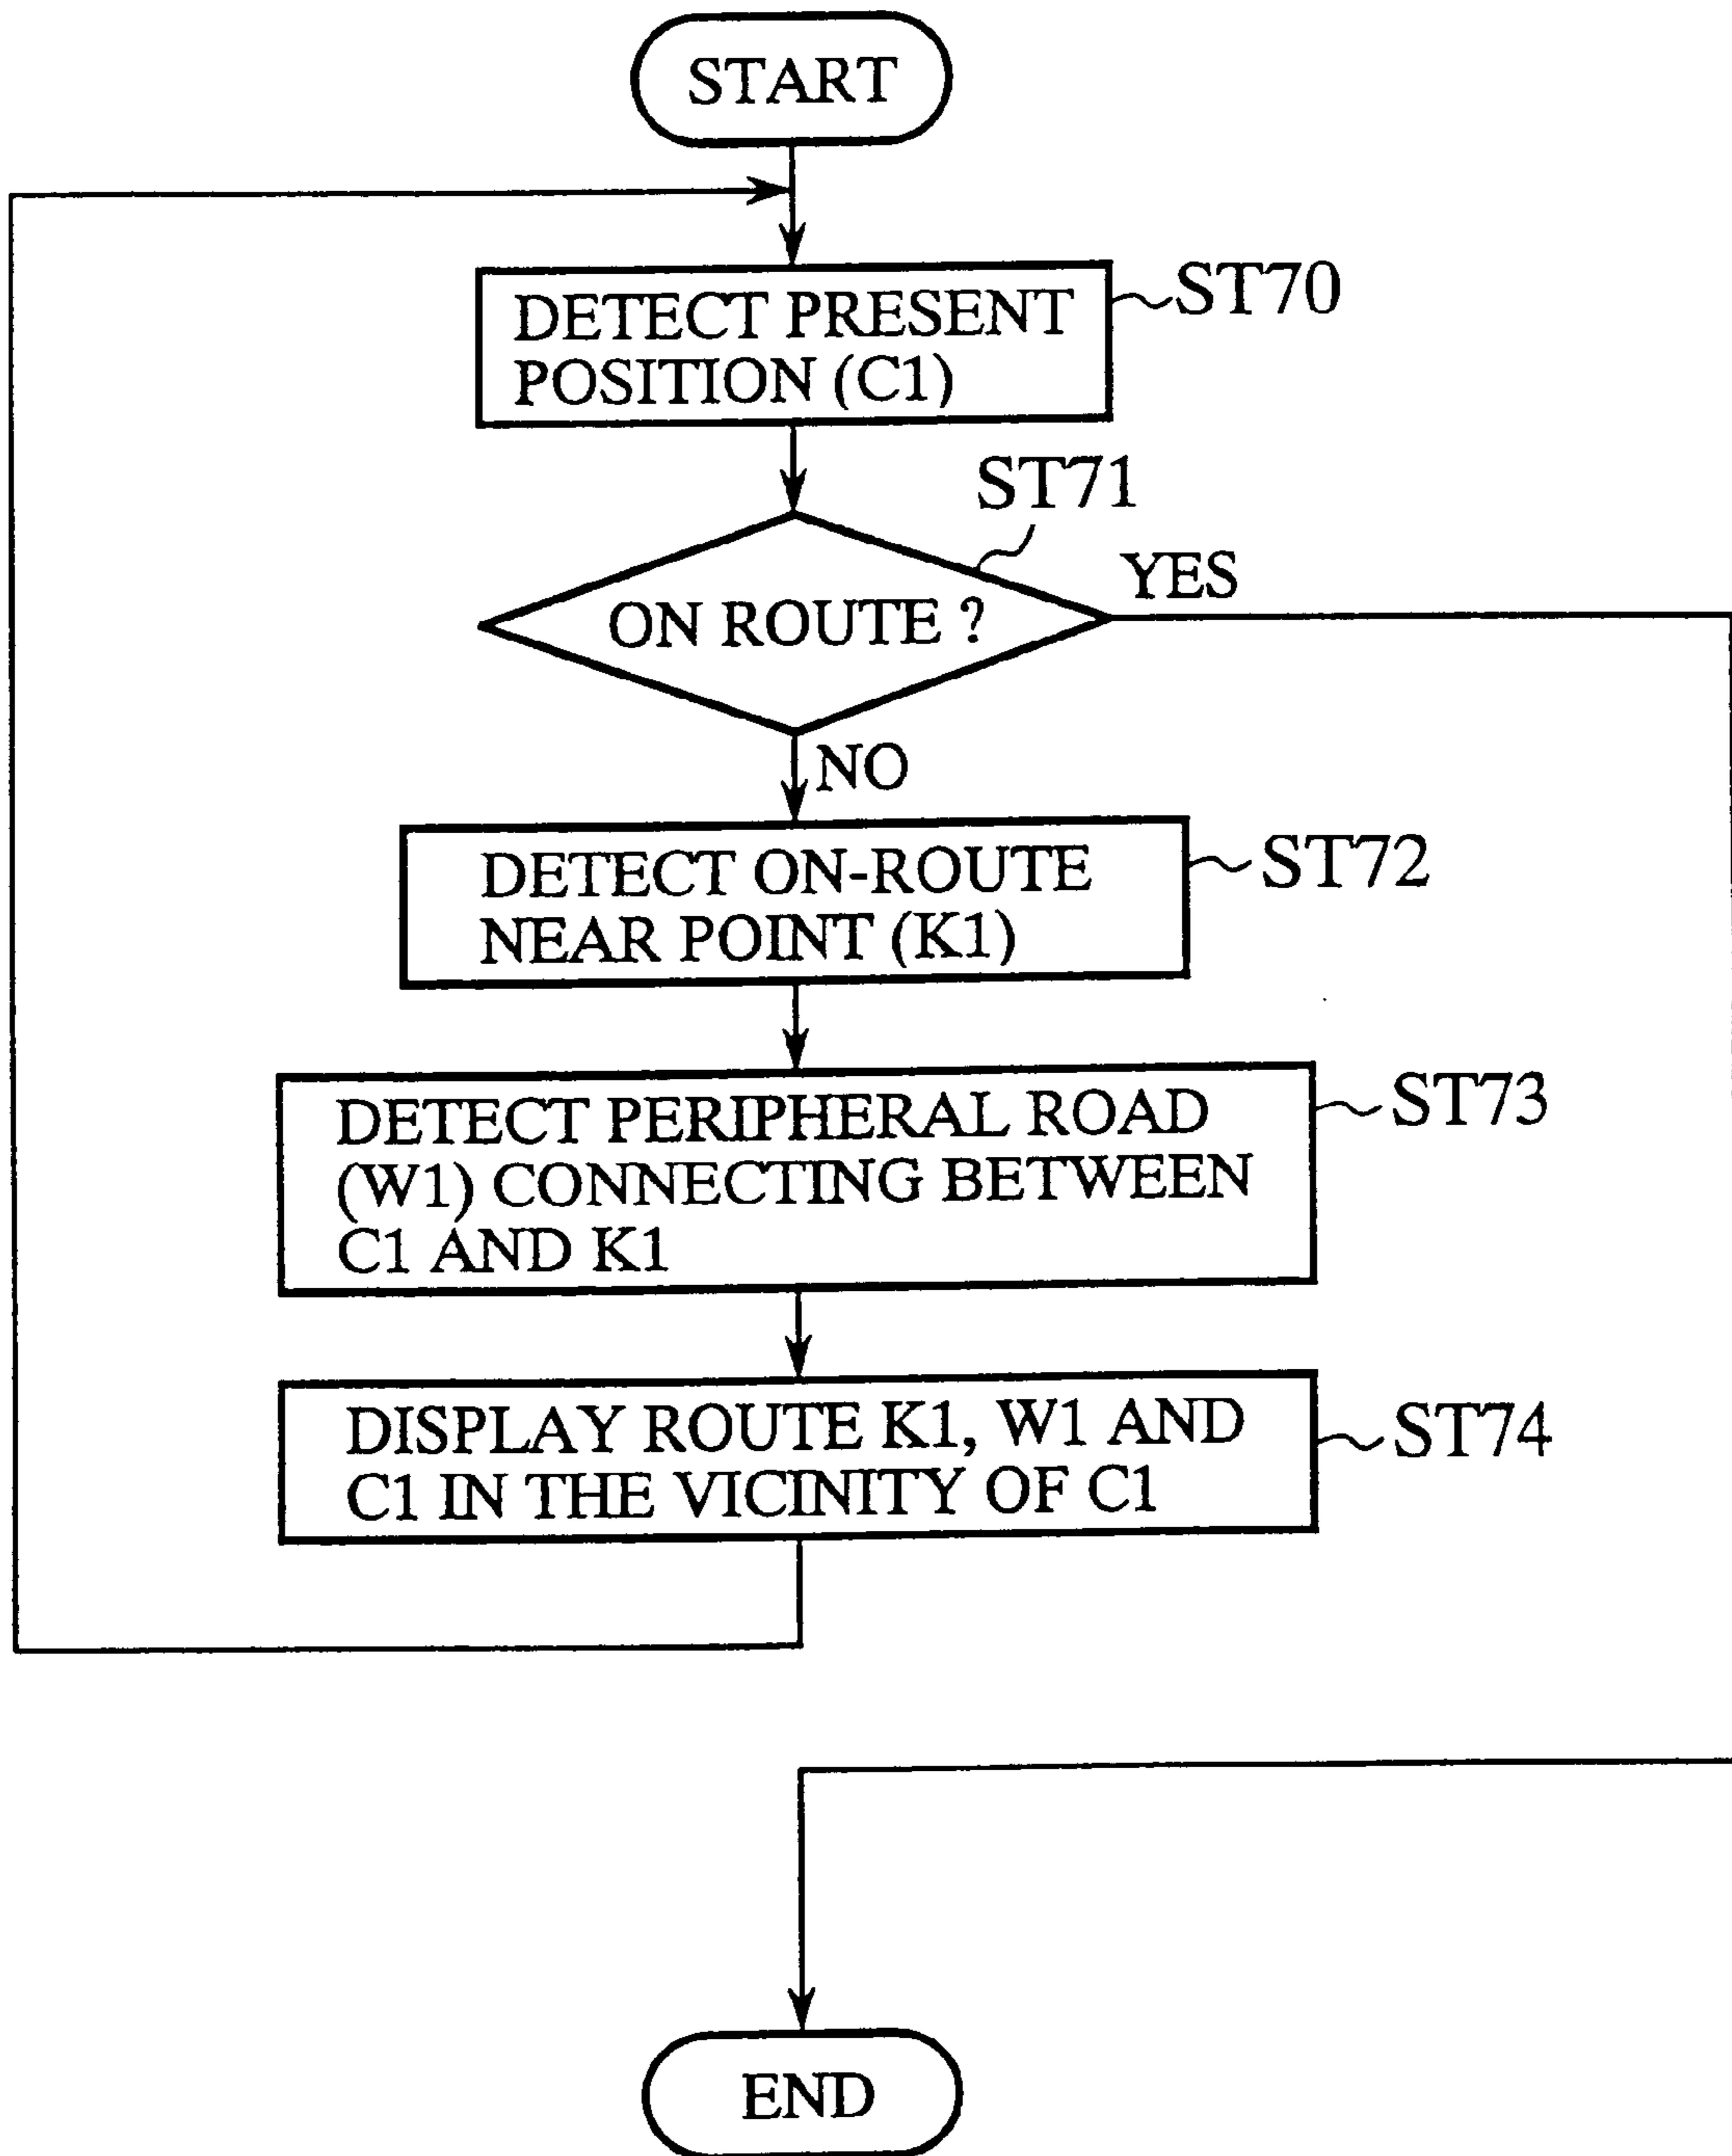 START
DETECT PRESENT
POSITION (C1)
ST70
ST71
ON ROUTE ?
YES
NO
DETECT ON-ROUTE
NEAR POINT (K1)
ST72
DETECT PERIPHERAL ROAD
(W1) CONNECTING BETWEEN
C1 AND K1
ST73
DISPLAY ROUTE K1, W1 AND
C1 IN THE VICINITY OF C1
ST74
END